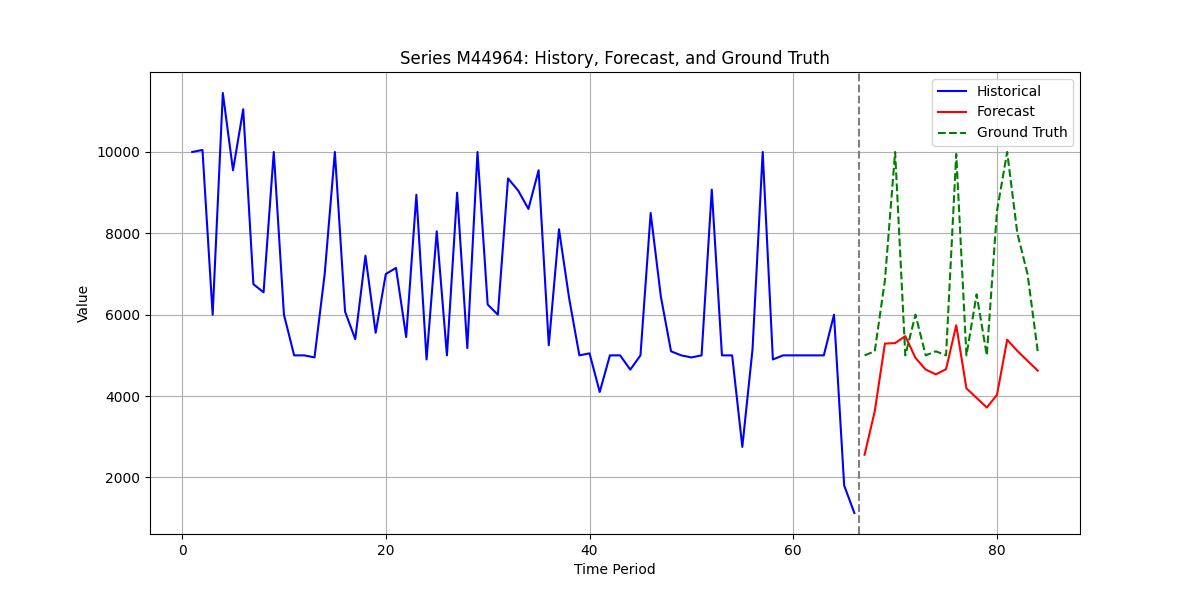 Series M44964: History, Forecast, and Ground Truth
Historical
Forecast
Ground Truth
10000
8000
6000
4000
2000
Value
0
20
40
60
80
Time Period